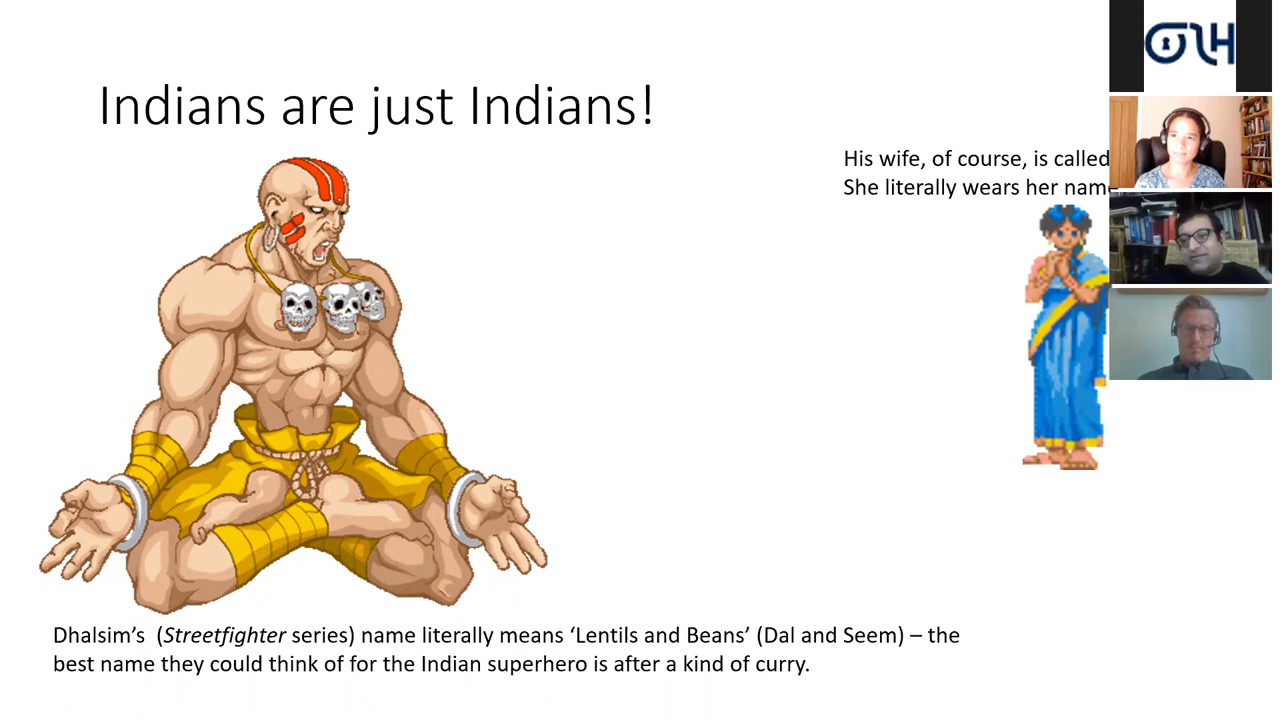 Indians are just Indians!
His wife, of course, is called
She literally wears her name
Dhalsim's (Streetfighter series) name literally means 'Lentils and Beans' (Dal and Seem) – the
best name they could think of for the Indian superhero is after a kind of curry.
OLH